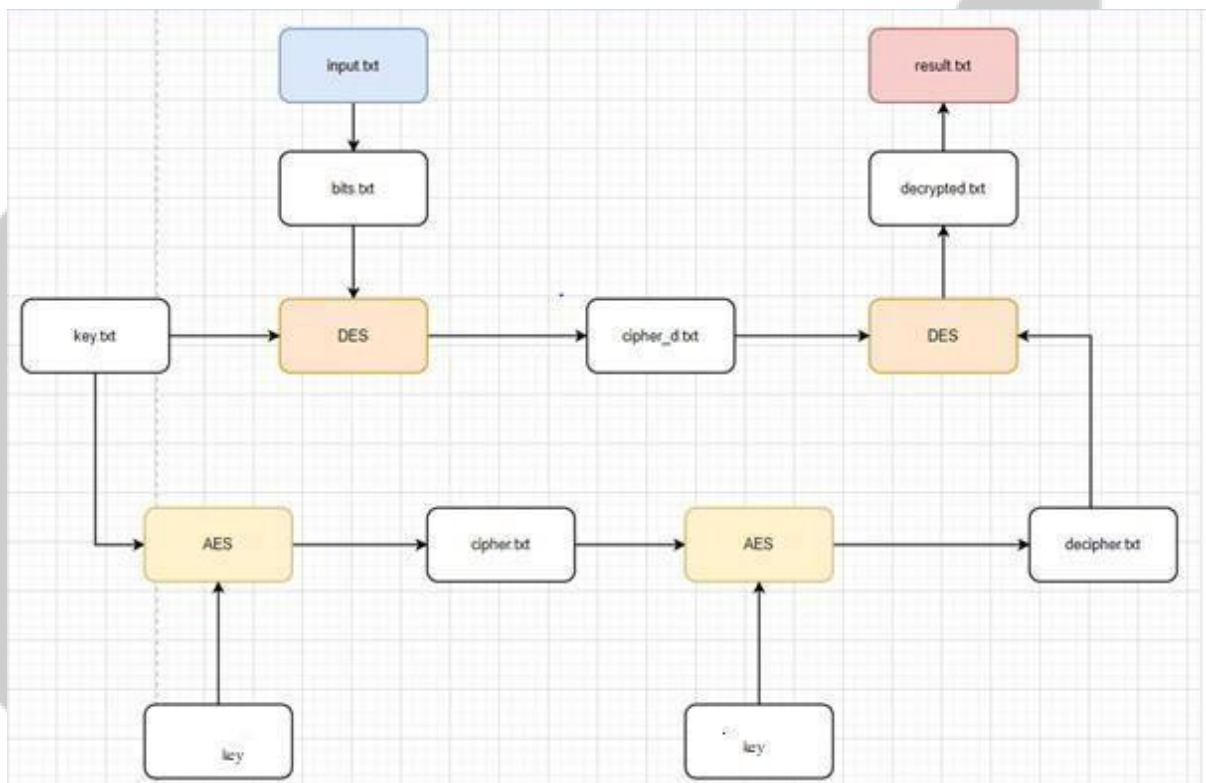 input.txt
result.txt
bits.txt
decrypted.txt
key.txt
DES
cipher_d.txt
DES
AES
cipher.txt
AES
decipher.txt
key
key